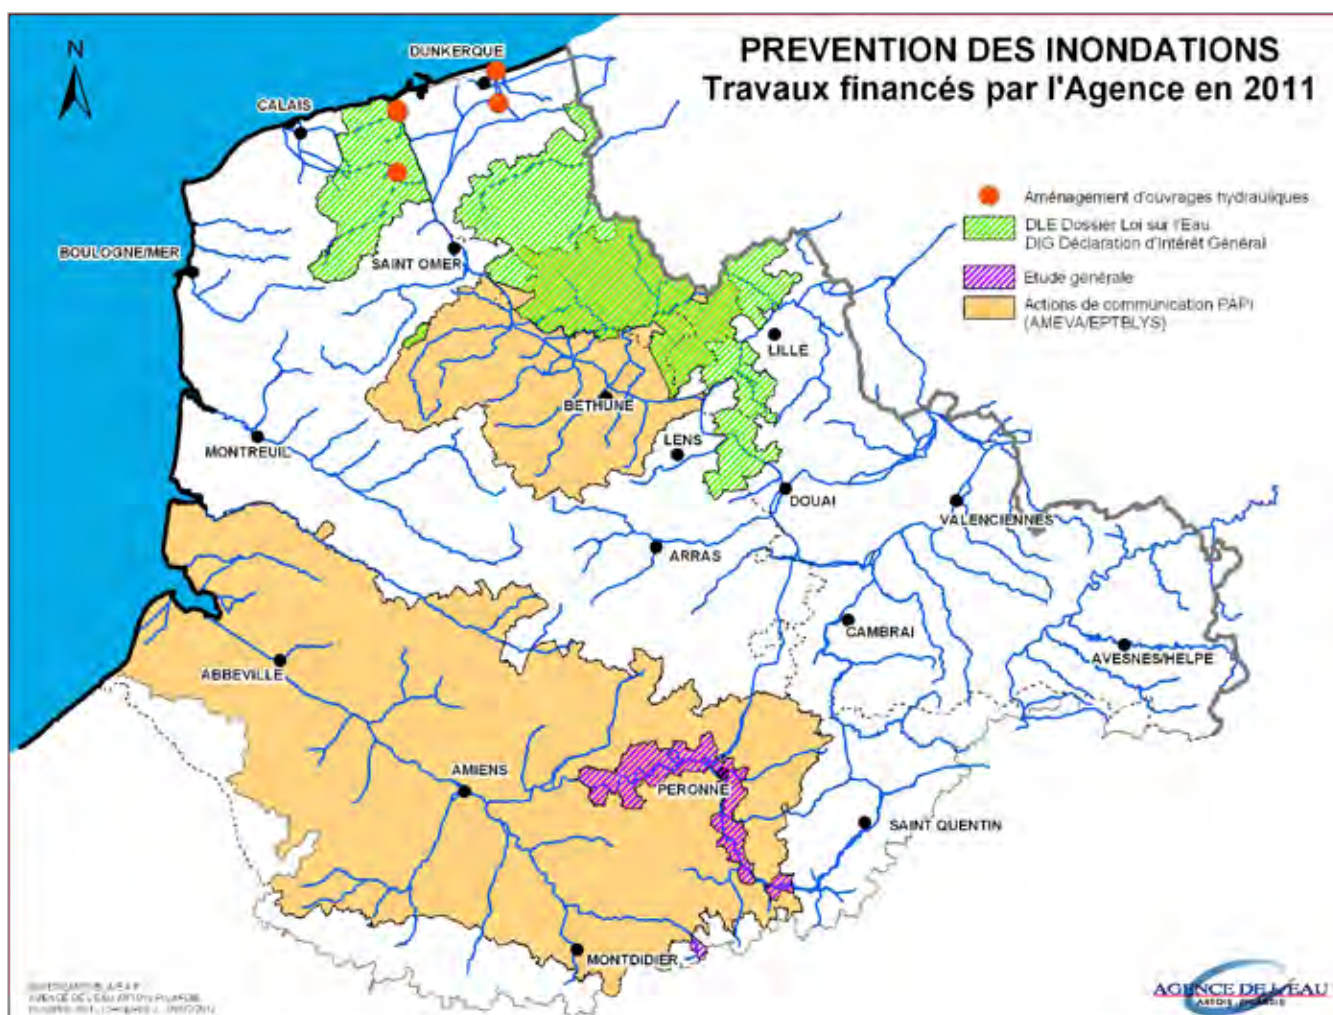 PREVENTION DES INONDATIONS
Travaux financés par l'Agence en 2011
N
DUNKERQUE
CALAIS
Aménagement d'ouvrages hydrauliques
DLE Dossier Loi sur l'Eau
DIG Déclaration d'Intérêt Général
Etude générale
Actions de communication PAPI
(AMEVA/EPTBLYS)
BOULOGNE/MER
SAINT OMER
LILLE
BETHUNE
LENS
MONTREUIL
DOUAI
VALENCIENNES
ARRAS
CAMBRAI
AVESNES/HELPE
ABBEVILLE
AMIENS
PERONNE
SAINT QUENTIN
MONTDIDIER
AGENCE DE L'EAU
ARTOIS - PICARDIE